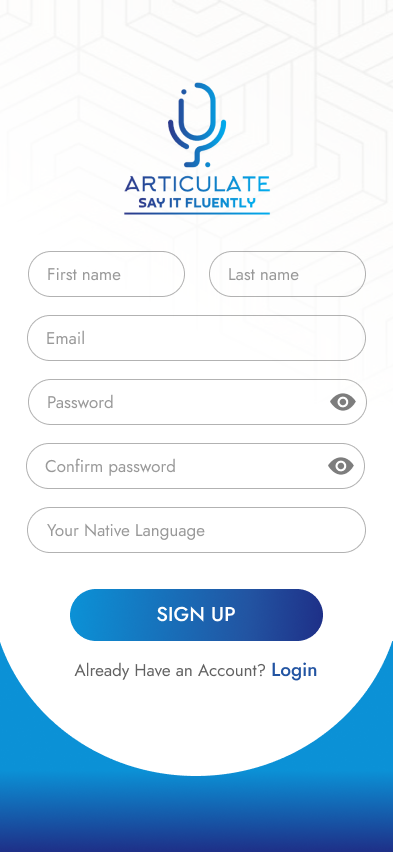 ARTICULATE
SAY IT FLUENTLY
First name
Last name
Email
Password
Confirm password
Your Native Language
SIGN UP
Already Have an Account? Login